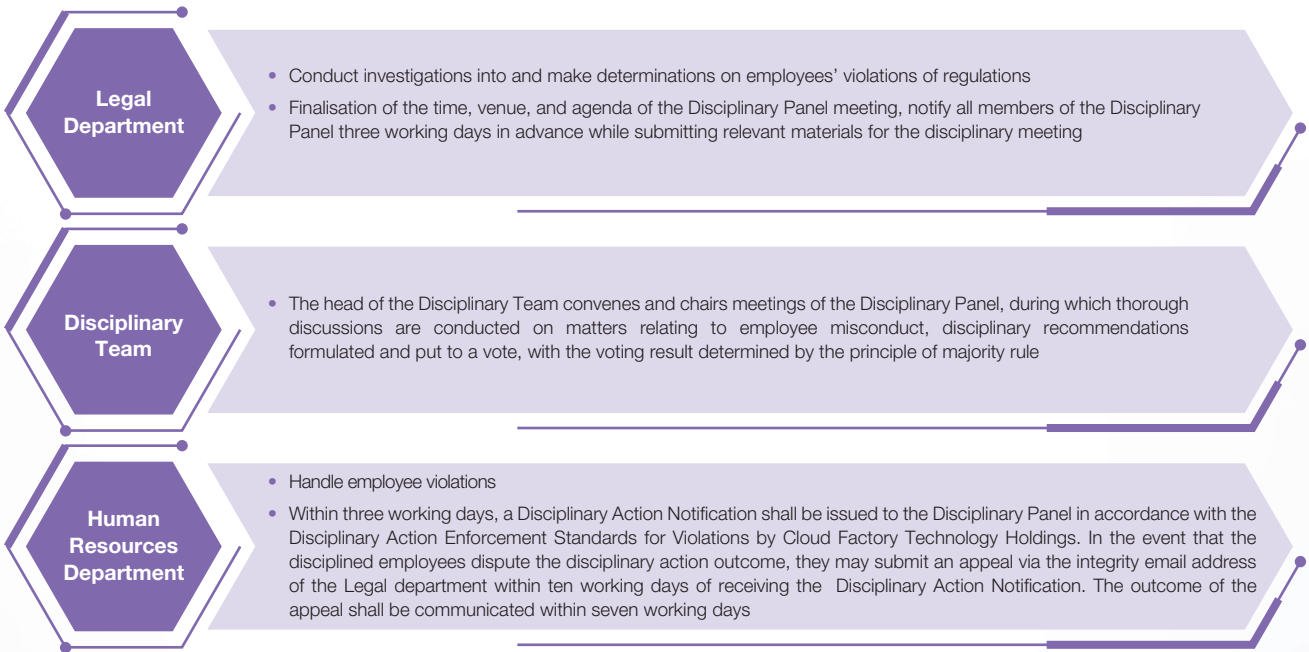 Legal
Department
• Conduct investigations into and make determinations on employees’ violations of regulations
• Finalisation of the time, venue, and agenda of the Disciplinary Panel meeting, notify all members of the Disciplinary
Panel three working days in advance while submitting relevant materials for the disciplinary meeting
Disciplinary
Team
• The head of the Disciplinary Team convenes and chairs meetings of the Disciplinary Panel, during which thorough
discussions are conducted on matters relating to employee misconduct, disciplinary recommendations
formulated and put to a vote, with the voting result determined by the principle of majority rule
Human
Resources
Department
• Handle employee violations
• Within three working days, a Disciplinary Action Notification shall be issued to the Disciplinary Panel in accordance with the
Disciplinary Action Enforcement Standards for Violations by Cloud Factory Technology Holdings. In the event that the
disciplined employees dispute the disciplinary action outcome, they may submit an appeal via the integrity email address
of the Legal department within ten working days of receiving the Disciplinary Action Notification. The outcome of the
appeal shall be communicated within seven working days